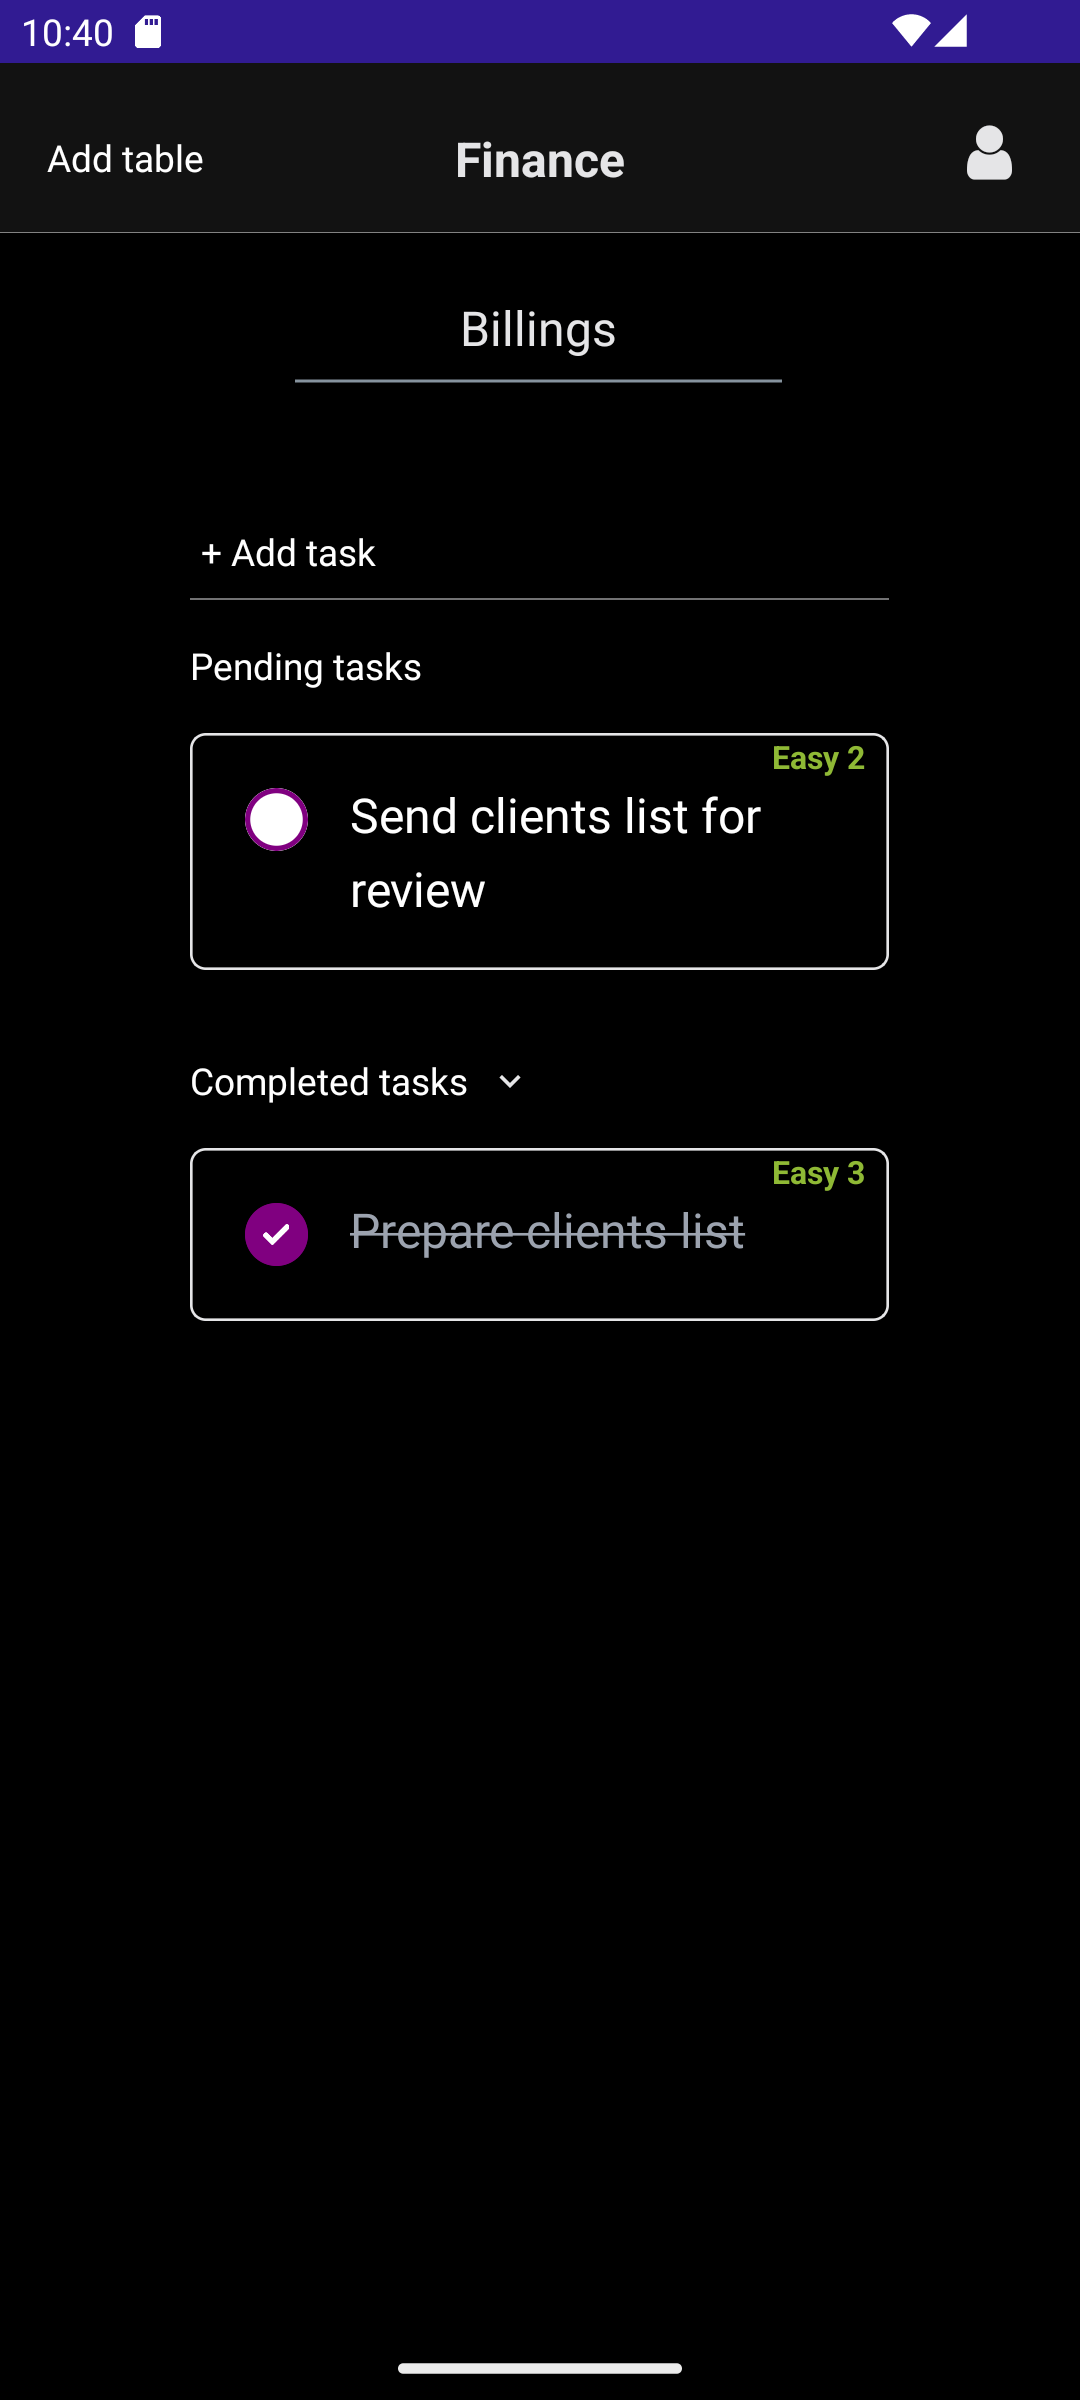 10:40
Add table
Finance
Billings
+ Add task
Pending tasks
Easy 2
Send clients list for
review
Completed tasks
Easy 3
Prepare clients list